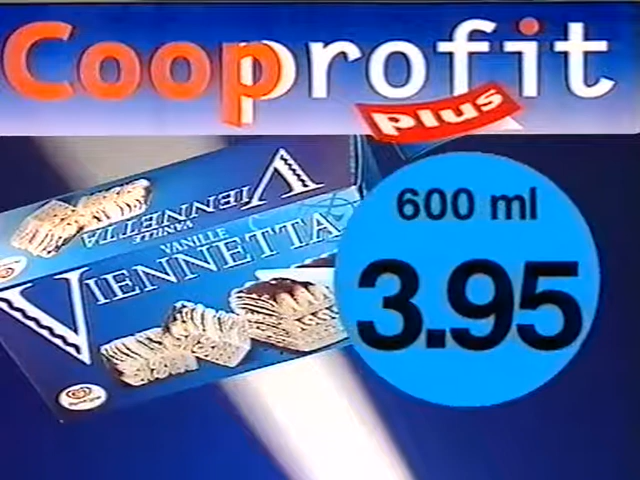 Cooprofit
Plus
VIENNETTA
VANILLE
VANILLE
VIENNETTA
600 ml
3.95